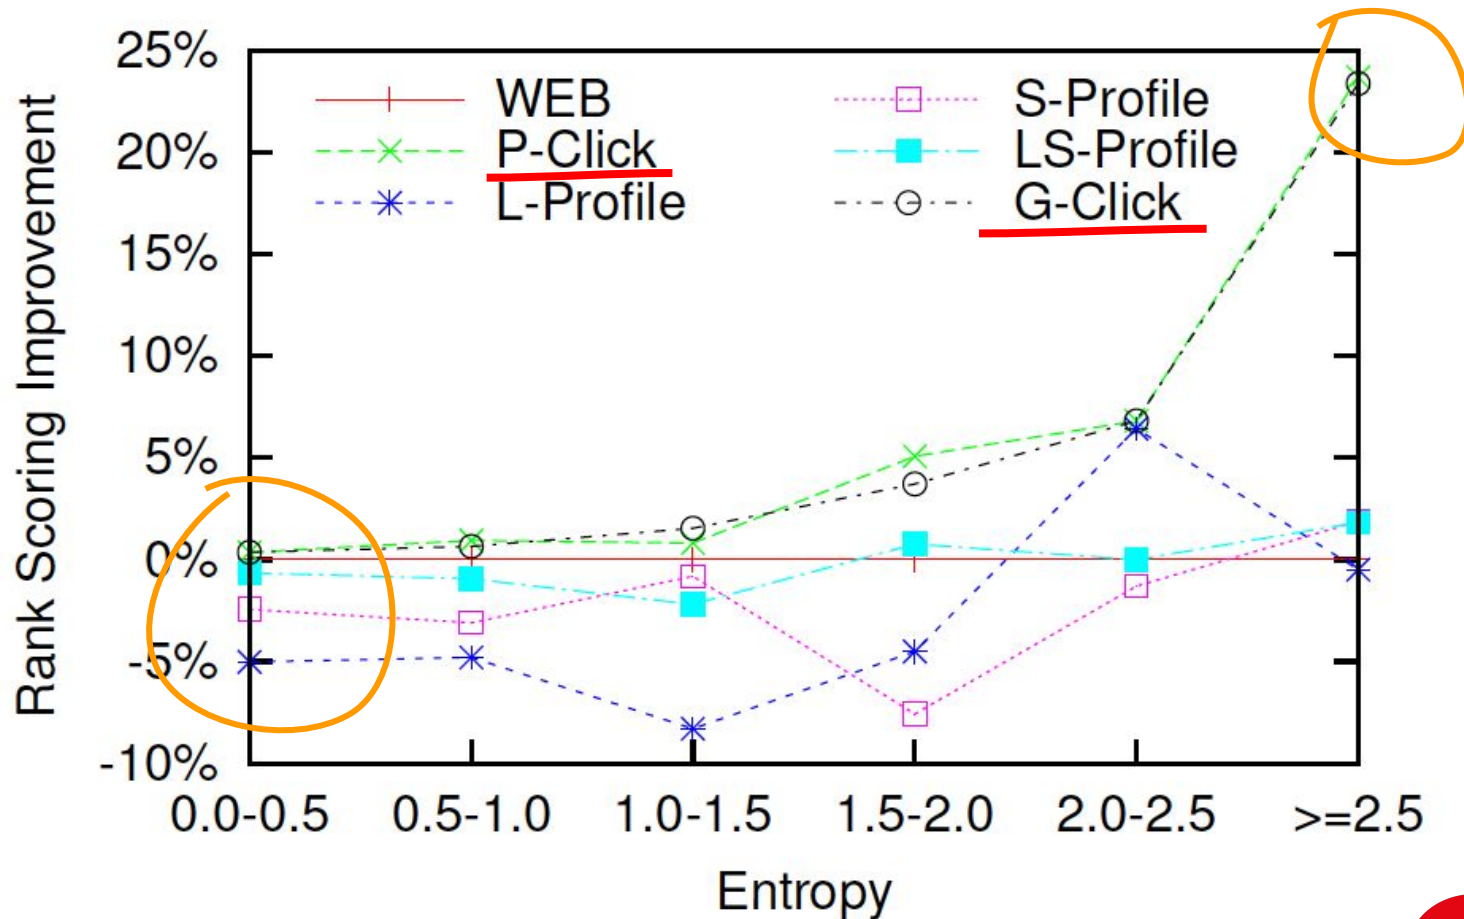 Rank Scoring Improvement
25%
20%
15%
10%
5%
0%
-5%
-10%
WEB
P-Click
L-Profile
S-Profile
LS-Profile
G-Click
0.0-0.5 0.5-1.0 1.0-1.5 1.5-2.0 2.0-2.5 >=2.5
Entropy